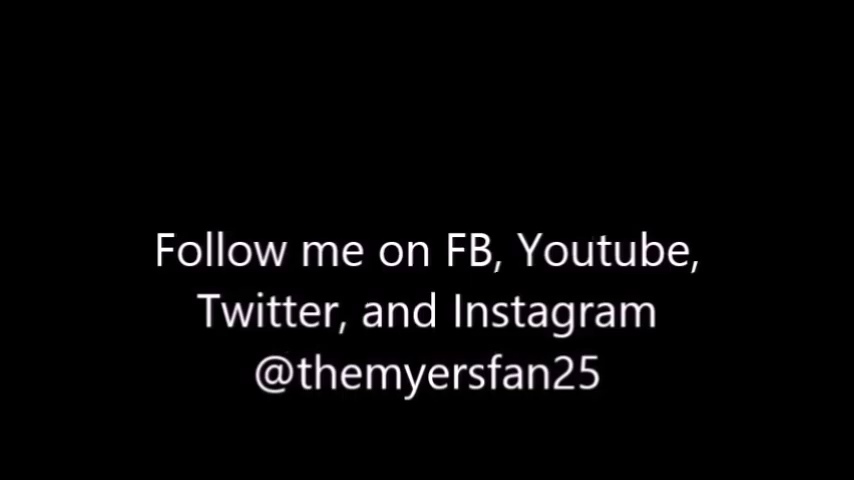 Follow me on FB, Youtube,
Twitter, and Instagram
@themyersfan25